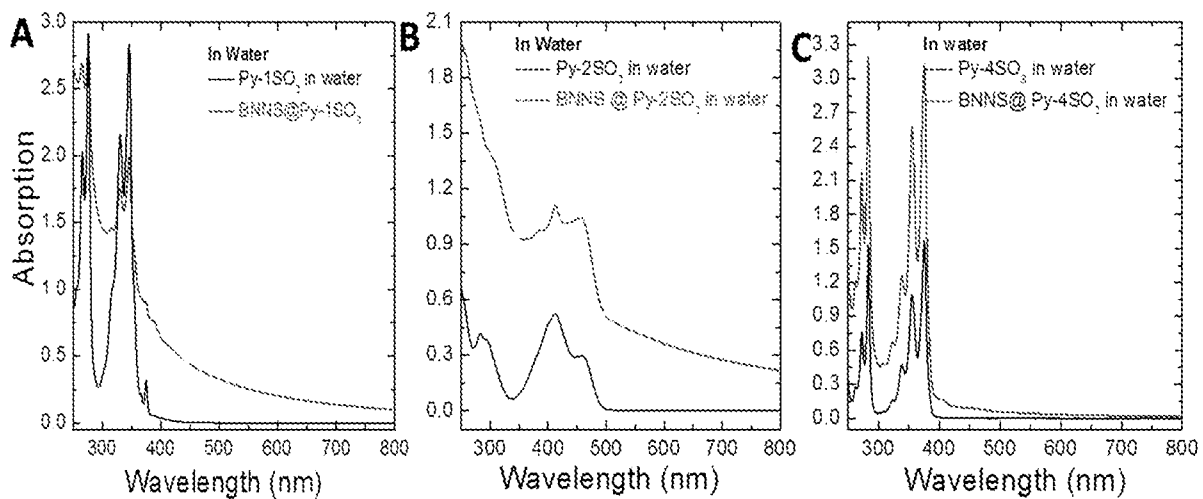 A
In Water
Py-1SO₃ in water
BNNS@Py-1SO₃
3.0
2.5
2.0
1.5
1.0
0.5
0.0
Absorption
300 400 500 600 700 800
Wavelength (nm)
B
In Water
Py-2SO₃ in water
BNNS @ Py-2SO₃ in water
2.1
1.8
1.5
1.2
0.9
0.6
0.3
0.0
300 400 500 600 700 800
Wavelength (nm)
C
In water
Py-4SO₃ in water
BNNS@ Py-4SO₃ in water
3.3
3.0
2.7
2.4
2.1
1.8
1.5
1.2
0.9
0.6
0.3
0.0
300 400 500 600 700 800
Wavelength (nm)